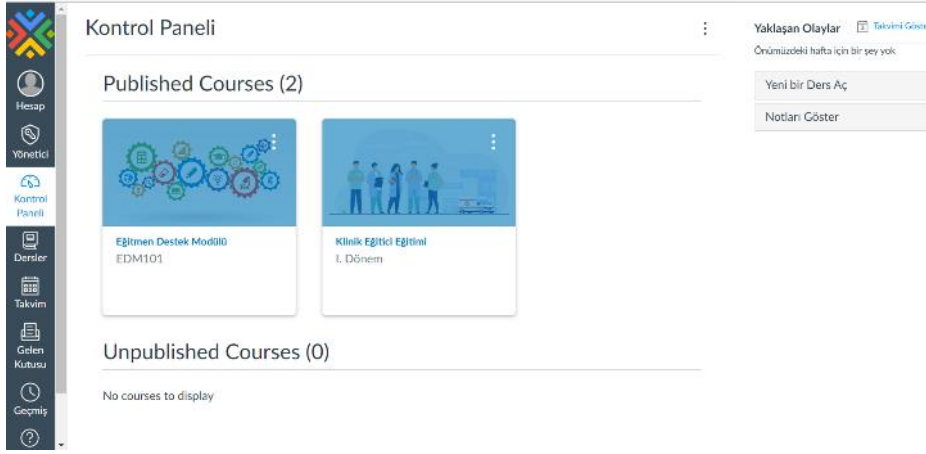 Hesap
Yönetici
Kontrol
Paneli
Dersler
Takvim
Gelen
Kutusu
Geçmiş
Kontrol Paneli
Published Courses (2)
Eğitmen Destek Modülü
EDM101
Klinik Eğitici Eğitimi
I. Dönem
Unpublished Courses (0)
No courses to display
Yaklaşan Olaylar Takvimi Göster
Önümüzdeki hafta için bir şey yok
Yeni bir Ders Aç
Notları Göster